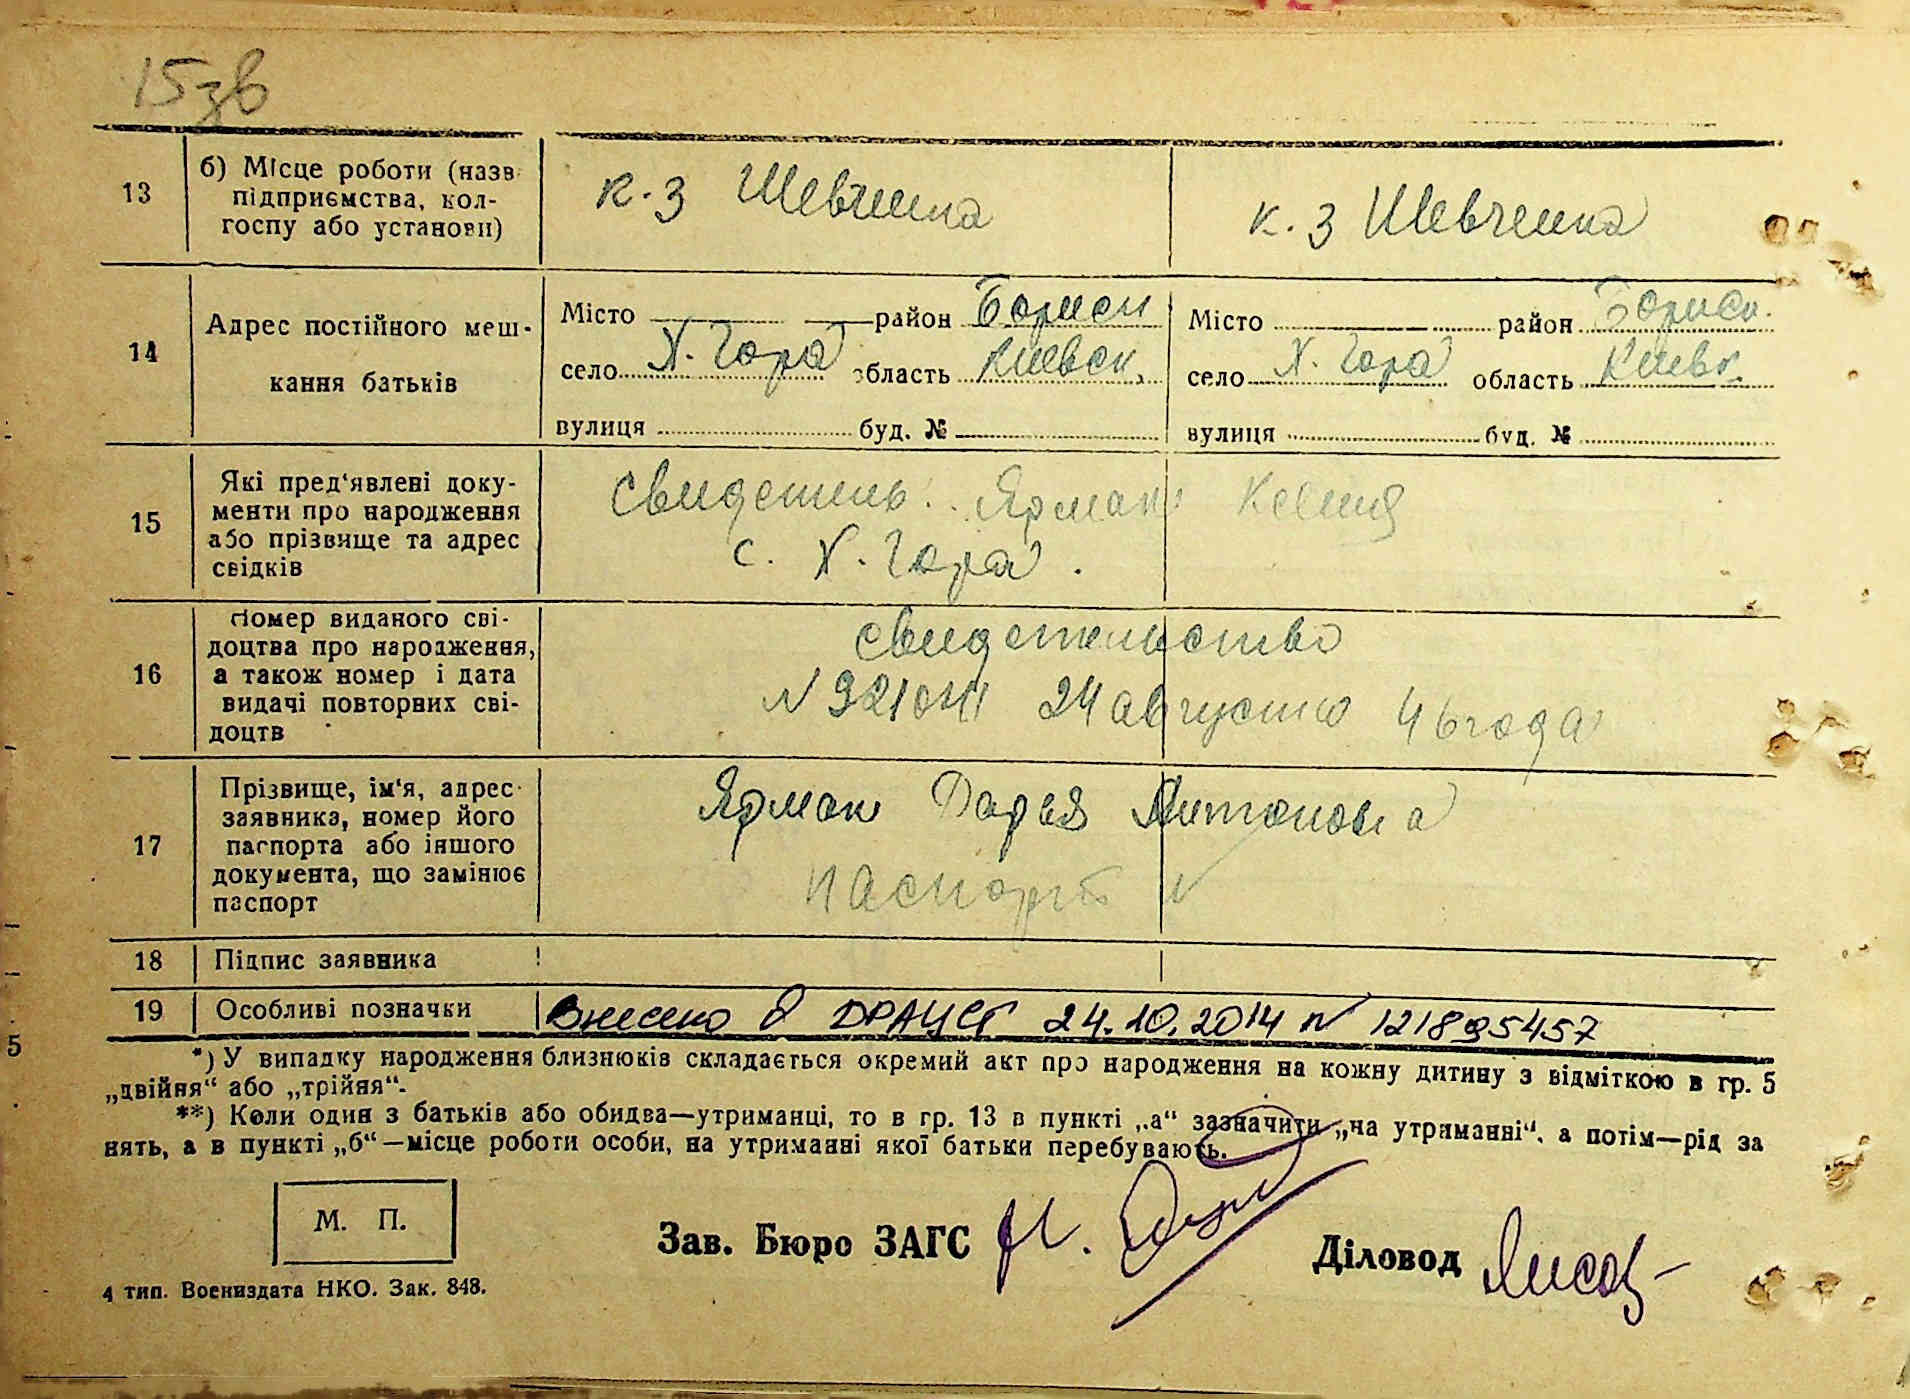 15зв
13
б) Місце роботи (назв
підприємства, кол-
госпу або установи)
к-з Шевченка
к. з Шевченка
14
Адрес постійного меш-
кання батьків
Місто район Бориси
село Х. Гора область Киевск.
вулиця буд. №
Місто район Борисп.
село Х. Гора область Киевк.
вулиця буд. №
15
Які пред'явлені доку-
менти про народження
або прізвище та адрес
свідків
Свидетель: Ярмак Ксения
с. Х. Гора.
16
Номер виданого сві-
доцтва про народження,
а також номер і дата
видачі повторних сві-
доцтв
Свидетельство
N 24 августа 46 года
17
Прізвище, ім'я, адрес
заявника, номер його
паспорта або іншого
документа, що замінює
паспорт
Ярмак Дарья Антоновна
паспорт N
18 Підпис заявника
19 Особливі позначки
Внесено в ДРАЦСГ 24.10.2014 N 121895457
5
*) У випадку народження близнюків складається окремий акт про народження на кожну дитину з відміткою в гр. 5
„двійня“ або „трійня“.
**) Коли один з батьків або обидва—утриманці, то в гр. 13 в пункті „а“ зазначити „на утриманні“, а потім—рід за
нять, а в пункті „б“—місце роботи особи, на утриманні якої батьки перебувають.
М. П.
Зав. Бюро ЗАГС
Діловод
4 тип. Воениздата НКО. Зак. 848.